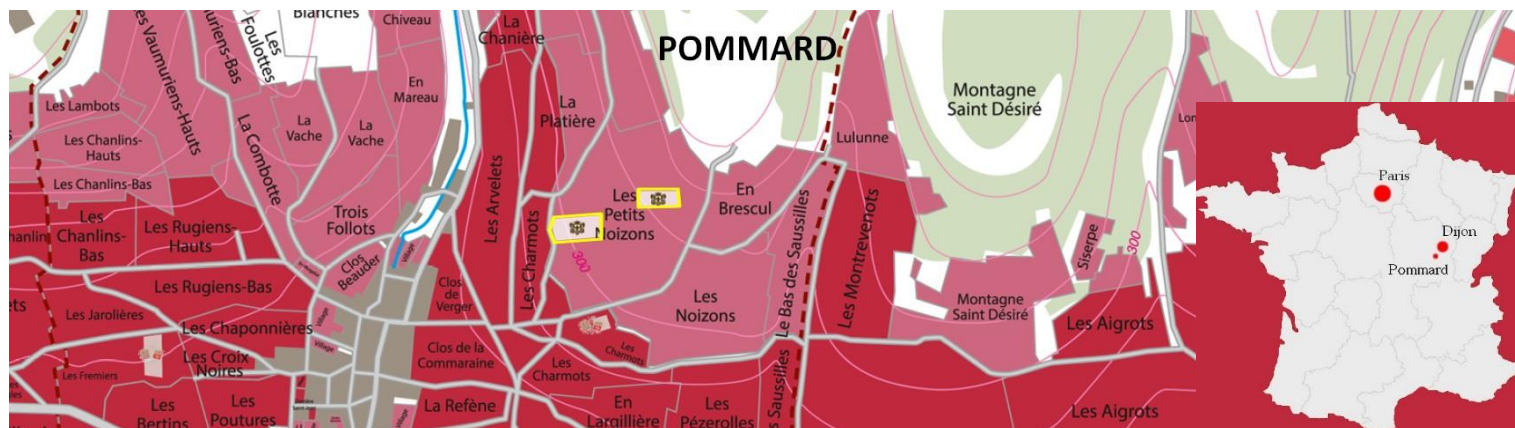 POMMARD
Blanches
Chiveau
La
Chanière
Les
Foulottes
Les Vaumuriens-Hauts
Les Lambots
La
Vache
La
Vache
En
Mareau
La
Platière
Lulunne
Montagne
Saint Désiré
Les Chanlins-
Hauts
La Combotte
Les Chanlins-Bas
Les Arvelets
Les
Petits
Noizons
En
Brescul
Trois
Follots
Les
Chanlins-
Bas
Les Rugiens-
Hauts
Clos
Beauder
Village
Les Charmots
300
Le Bas des Saussilles
Les Montrevenots
Siserpe
300
Les Rugiens-Bas
Clos
de
Verger
Les
Noizons
Montagne
Saint Désiré
Les Jarolières
Les Chaponnières
Village
Village
Les Aigrots
Les Croix
Noires
Clos de la
Commaraine
Les
Charmots
Les
Charmots
Les Fremiers
Les
Bertins
Les
Poutures
La Refène
En
Largillière
Les
Pézerolles
Saussilles
Les Aigrots
Village
Paris
Dijon
Pommard